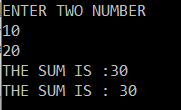 ENTER TWO NUMBER
10
20
THE SUM IS :30
THE SUM IS : 30